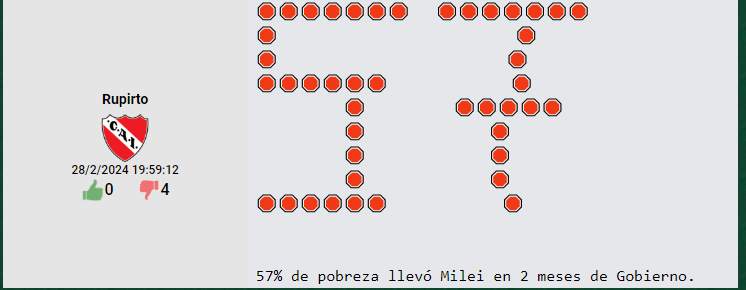 57
Rupirto
C.A.I.
28/2/2024 19:59:12
0 4
57% de pobreza llevó Milei en 2 meses de Gobierno.